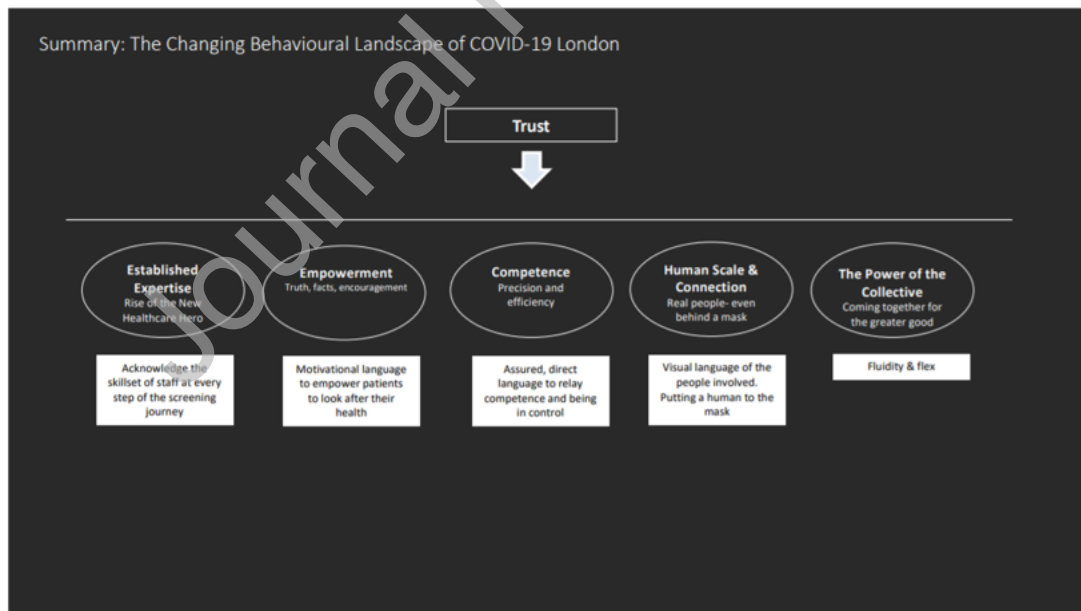 Summary: The Changing Behavioural Landscape of COVID-19 London
Trust
Established
Expertise
Rise of the New
Healthcare Hero
Empowerment
Truth, facts, encouragement
Competence
Precision and
efficiency
Human Scale &
Connection
Real people- even
behind a mask
The Power of the
Collective
Coming together for
the greater good
Acknowledge the
skillset of staff at every
step of the screening
journey
Motivational language
to empower patients
to look after their
health
Assured, direct
language to relay
competence and being
in control
Visual language of the
people involved.
Putting a human to the
mask
Fluidity & flex
Journal